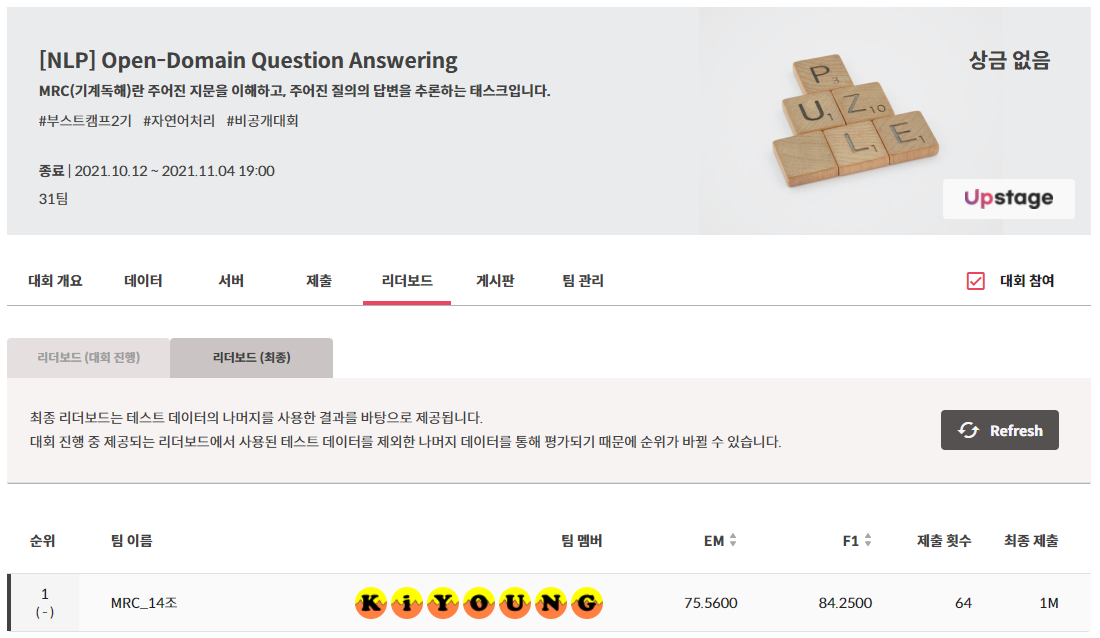 [NLP] Open-Domain Question Answering
상금 없음
MRC(기계독해)란 주어진 지문을 이해하고, 주어진 질의의 답변을 추론하는 태스크입니다.
#부스트캠프2기 #자연어처리 #비공개대회
종료 | 2021.10.12 ~ 2021.11.04 19:00
31팀
P3
U1 Z10
L1 E1
Upstage
대회 개요 데이터 서버 제출 리더보드 게시판 팀 관리 대회 참여
리더보드 (대회 진행) 리더보드 (최종)
최종 리더보드는 테스트 데이터의 나머지를 사용한 결과를 바탕으로 제공됩니다.
대회 진행 중 제공되는 리더보드에서 사용된 테스트 데이터를 제외한 나머지 데이터를 통해 평가되기 때문에 순위가 바뀔 수 있습니다.
Refresh
순위 팀 이름 팀 멤버 EM F1 제출 횟수 최종 제출
1 MRC_14조 K i Y O U N G 75.5600 84.2500 64 1M
( - )